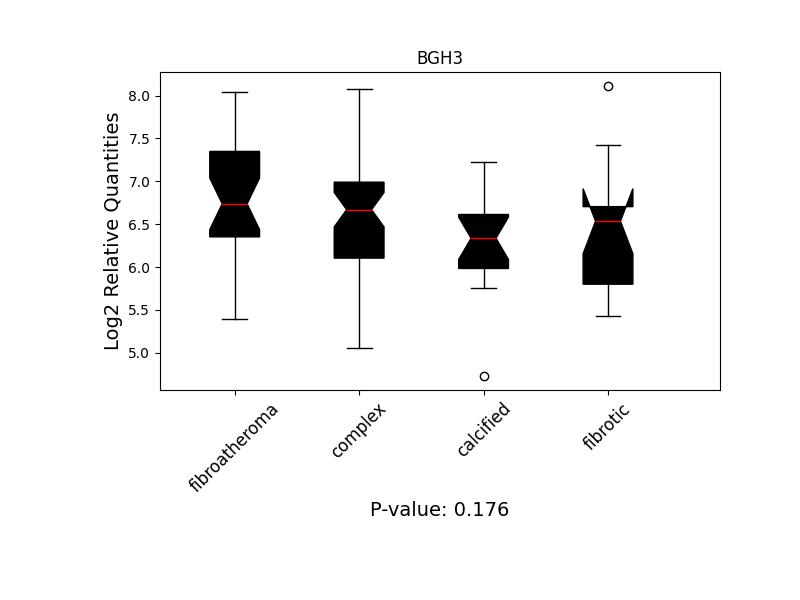 BGH3
Log2 Relative Quantities
8.0
7.5
7.0
6.5
6.0
5.5
5.0
fibroatheroma
complex
calcified
fibrotic
P-value: 0.176